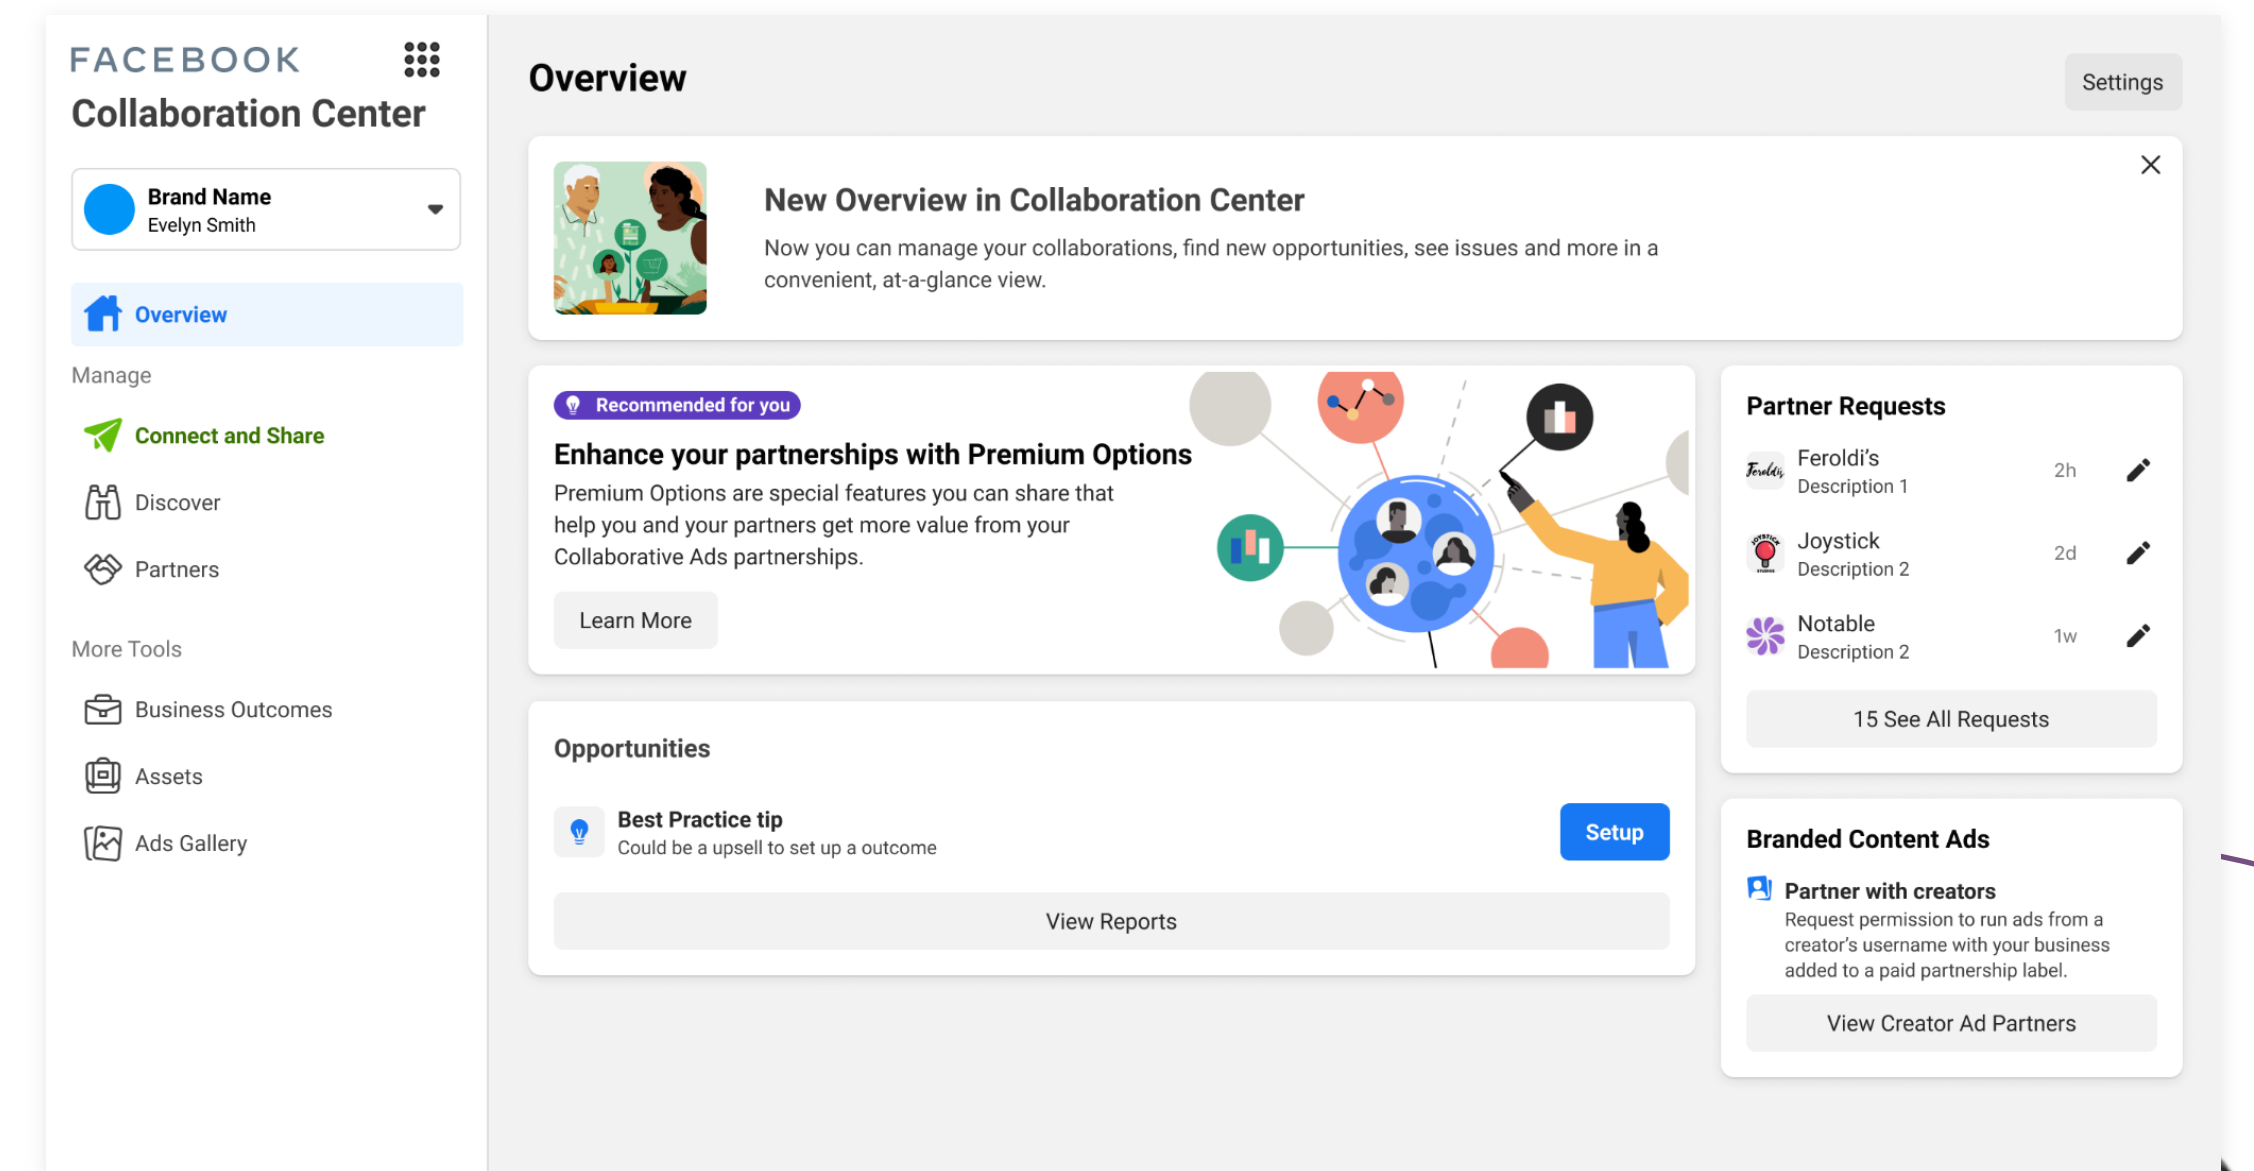 FACEBOOK
Collaboration Center
Brand Name
Evelyn Smith
Overview
Manage
Connect and Share
Discover
Partners
More Tools
Business Outcomes
Assets
Ads Gallery
Overview
Settings
New Overview in Collaboration Center
Now you can manage your collaborations, find new opportunities, see issues and more in a
convenient, at-a-glance view.
Recommended for you
Enhance your partnerships with Premium Options
Premium Options are special features you can share that
help you and your partners get more value from your
Collaborative Ads partnerships.
Learn More
Opportunities
Best Practice tip
Could be a upsell to set up a outcome
Setup
View Reports
Partner Requests
Feroldis
Feroldi’s
2h
Description 1
JOYSTICK
STUDIOS
Joystick
2d
Description 2
Notable
1w
Description 2
15 See All Requests
Branded Content Ads
Partner with creators
Request permission to run ads from a
creator’s username with your business
added to a paid partnership label.
View Creator Ad Partners